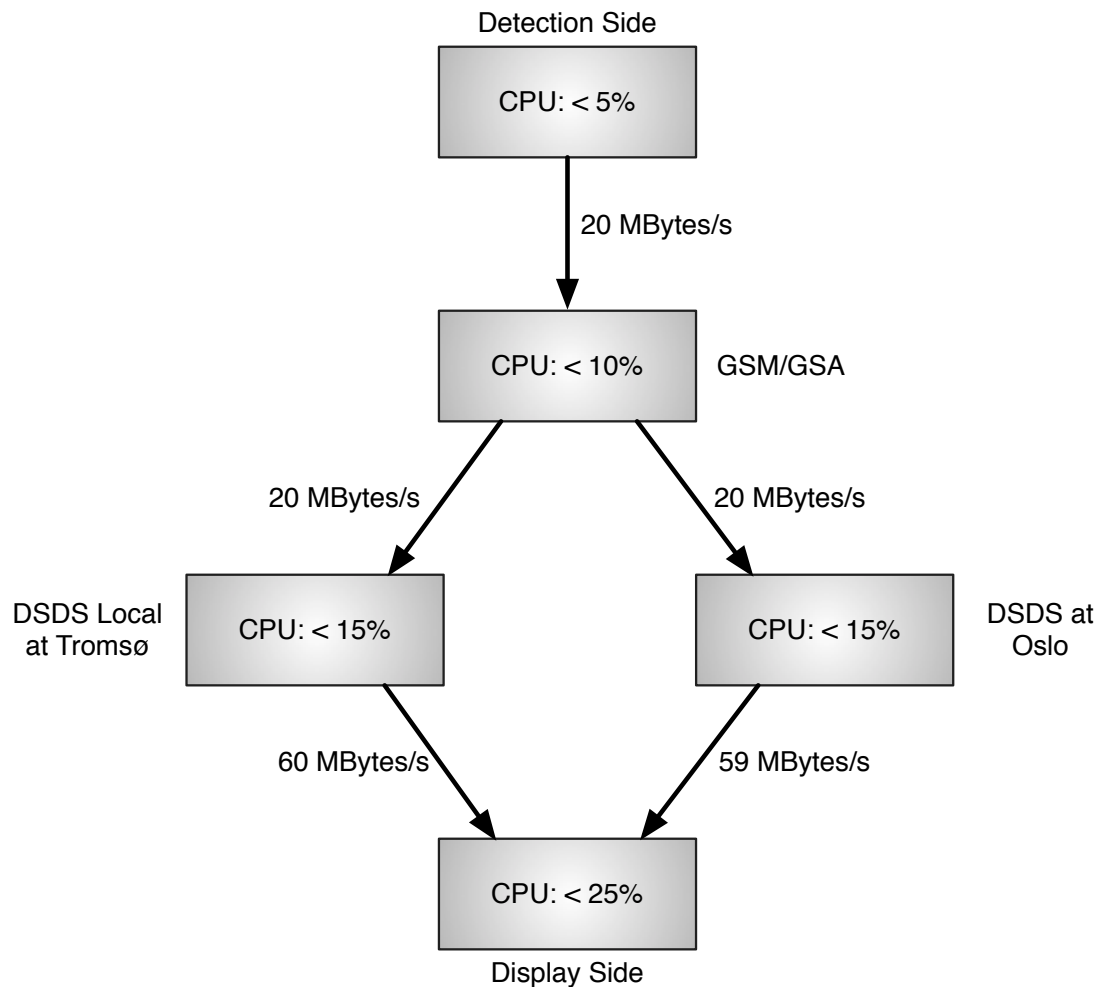 Detection Side
CPU: < 5%
20 MBytes/s
CPU: < 10%
GSM/GSA
20 MBytes/s
20 MBytes/s
DSDS Local
at Tromsø
CPU: < 15%
CPU: < 15%
DSDS at
Oslo
60 MBytes/s
59 MBytes/s
CPU: < 25%
Display Side